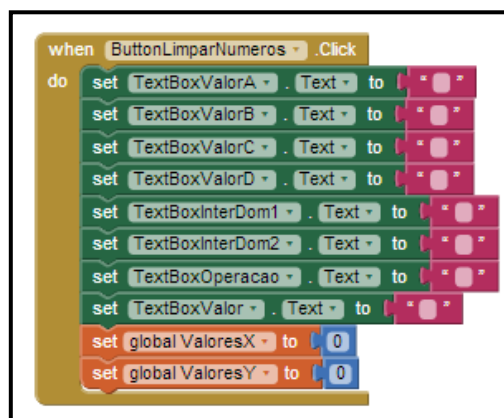 when ButtonLimparNumeros .Click
do set TextBoxValorA . Text to “ ”
set TextBoxValorB . Text to “ ”
set TextBoxValorC . Text to “ ”
set TextBoxValorD . Text to “ ”
set TextBoxInterDom1 . Text to “ ”
set TextBoxInterDom2 . Text to “ ”
set TextBoxOperacao . Text to “ ”
set TextBoxValor . Text to “ ”
set global ValoresX to 0
set global ValoresY to 0